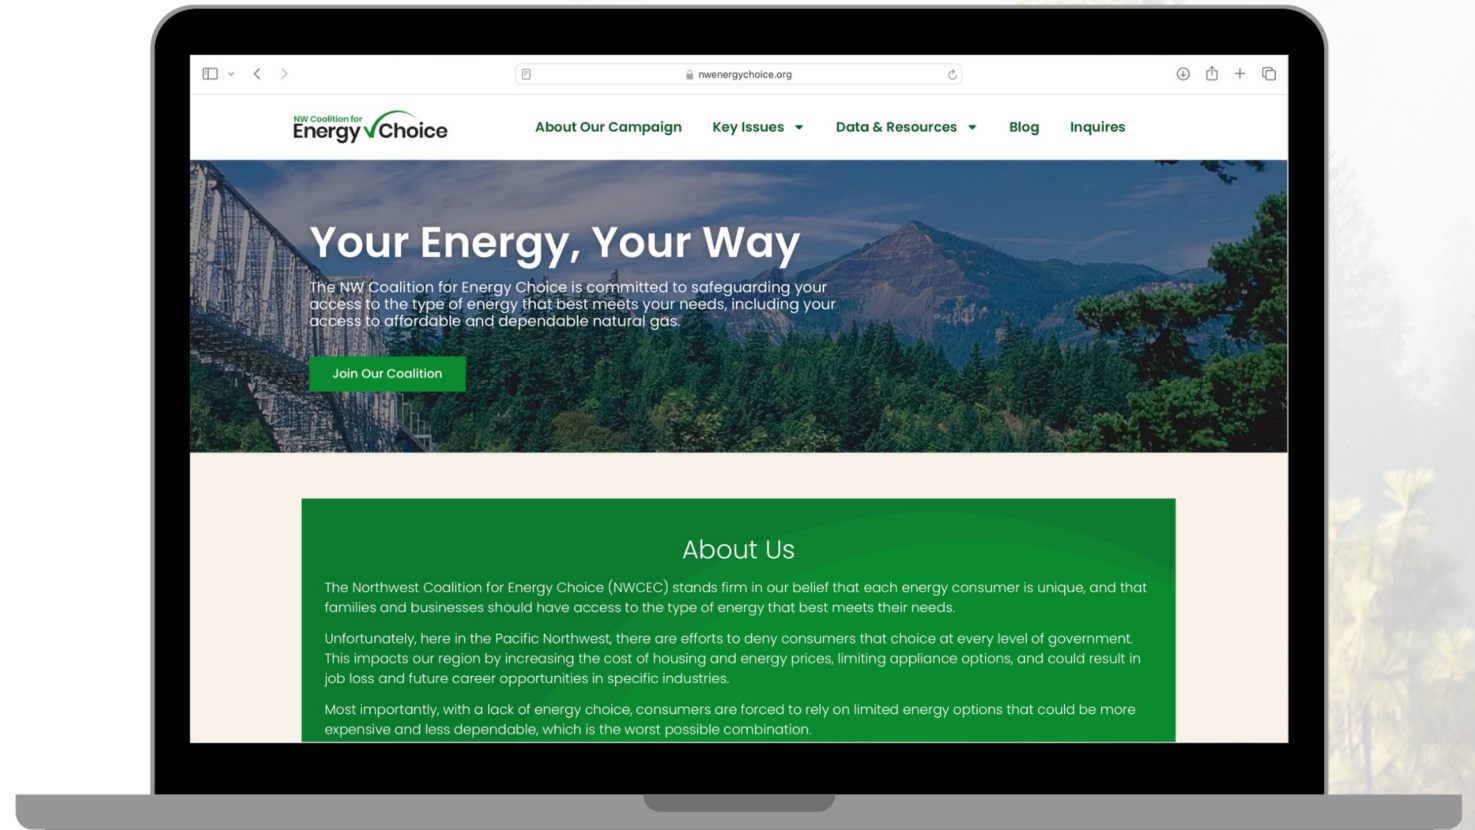 nwenergychoice.org
NW Coalition for
Energy Choice
About Our Campaign Key Issues Data & Resources Blog Inquires
Your Energy, Your Way
The NW Coalition for Energy Choice is committed to safeguarding your
access to the type of energy that best meets your needs, including your
access to affordable and dependable natural gas.
Join Our Coalition
About Us
The Northwest Coalition for Energy Choice (NWCEC) stands firm in our belief that each energy consumer is unique, and that
families and businesses should have access to the type of energy that best meets their needs.
Unfortunately, here in the Pacific Northwest, there are efforts to deny consumers that choice at every level of government.
This impacts our region by increasing the cost of housing and energy prices, limiting appliance options, and could result in
job loss and future career opportunities in specific industries.
Most importantly, with a lack of energy choice, consumers are forced to rely on limited energy options that could be more
expensive and less dependable, which is the worst possible combination.